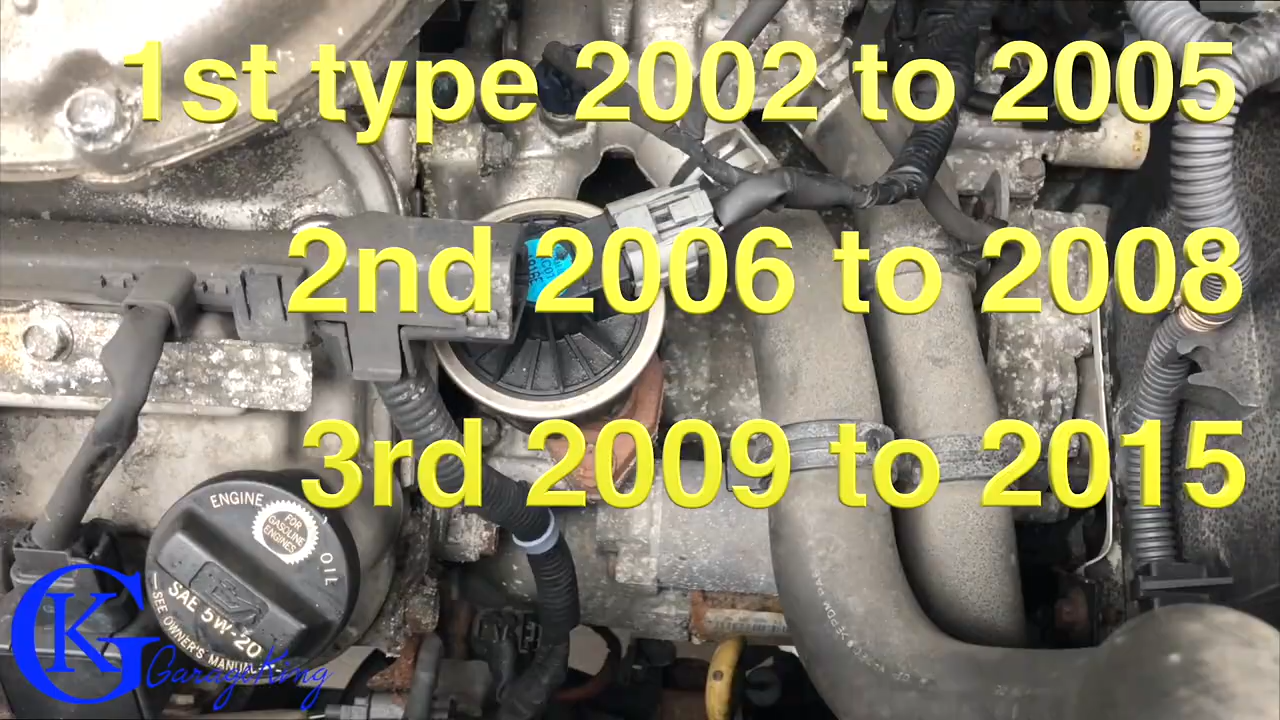 1st type 2002 to 2005
2nd 2006 to 2008
3rd 2009 to 2015
ENGINE OIL
FOR
GASOLINE
ENGINES
SAE 5W-20
—SEE OWNER'S MANUAL—
GK
GarageKing